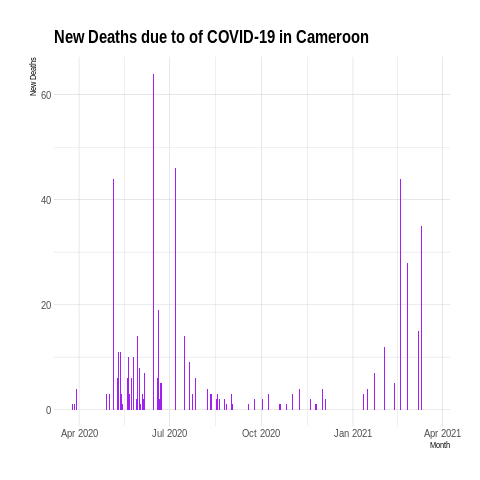 New Deaths due to of COVID-19 in Cameroon
New Deaths
60
40
20
0
Apr 2020 Jul 2020 Oct 2020 Jan 2021 Apr 2021
Month